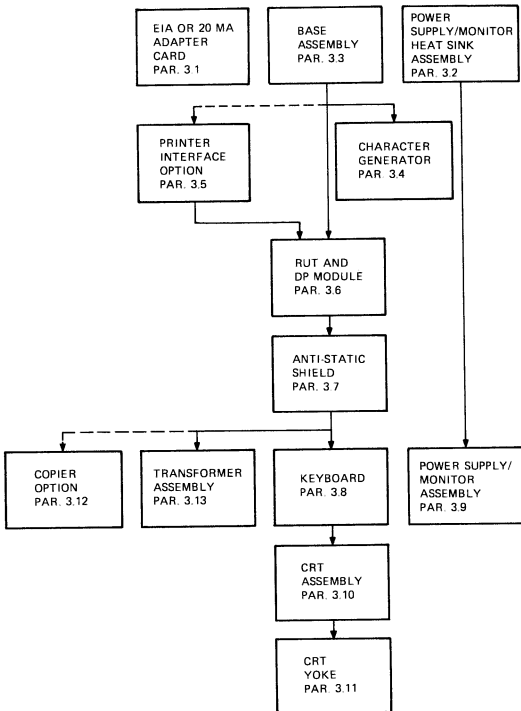 EIA OR 20 MA
ADAPTER
CARD
PAR. 3.1
BASE
ASSEMBLY
PAR. 3.3
POWER
SUPPLY/MONITOR
HEAT SINK
ASSEMBLY
PAR. 3.2
PRINTER
INTERFACE
OPTION
PAR. 3.5
CHARACTER
GENERATOR
PAR. 3.4
RUT AND
DP MODULE
PAR. 3.6
ANTI-STATIC
SHIELD
PAR. 3.7
COPIER
OPTION
PAR. 3.12
TRANSFORMER
ASSEMBLY
PAR. 3.13
KEYBOARD
PAR. 3.8
POWER SUPPLY/
MONITOR
ASSEMBLY
PAR. 3.9
CRT
ASSEMBLY
PAR. 3.10
CRT
YOKE
PAR. 3.11